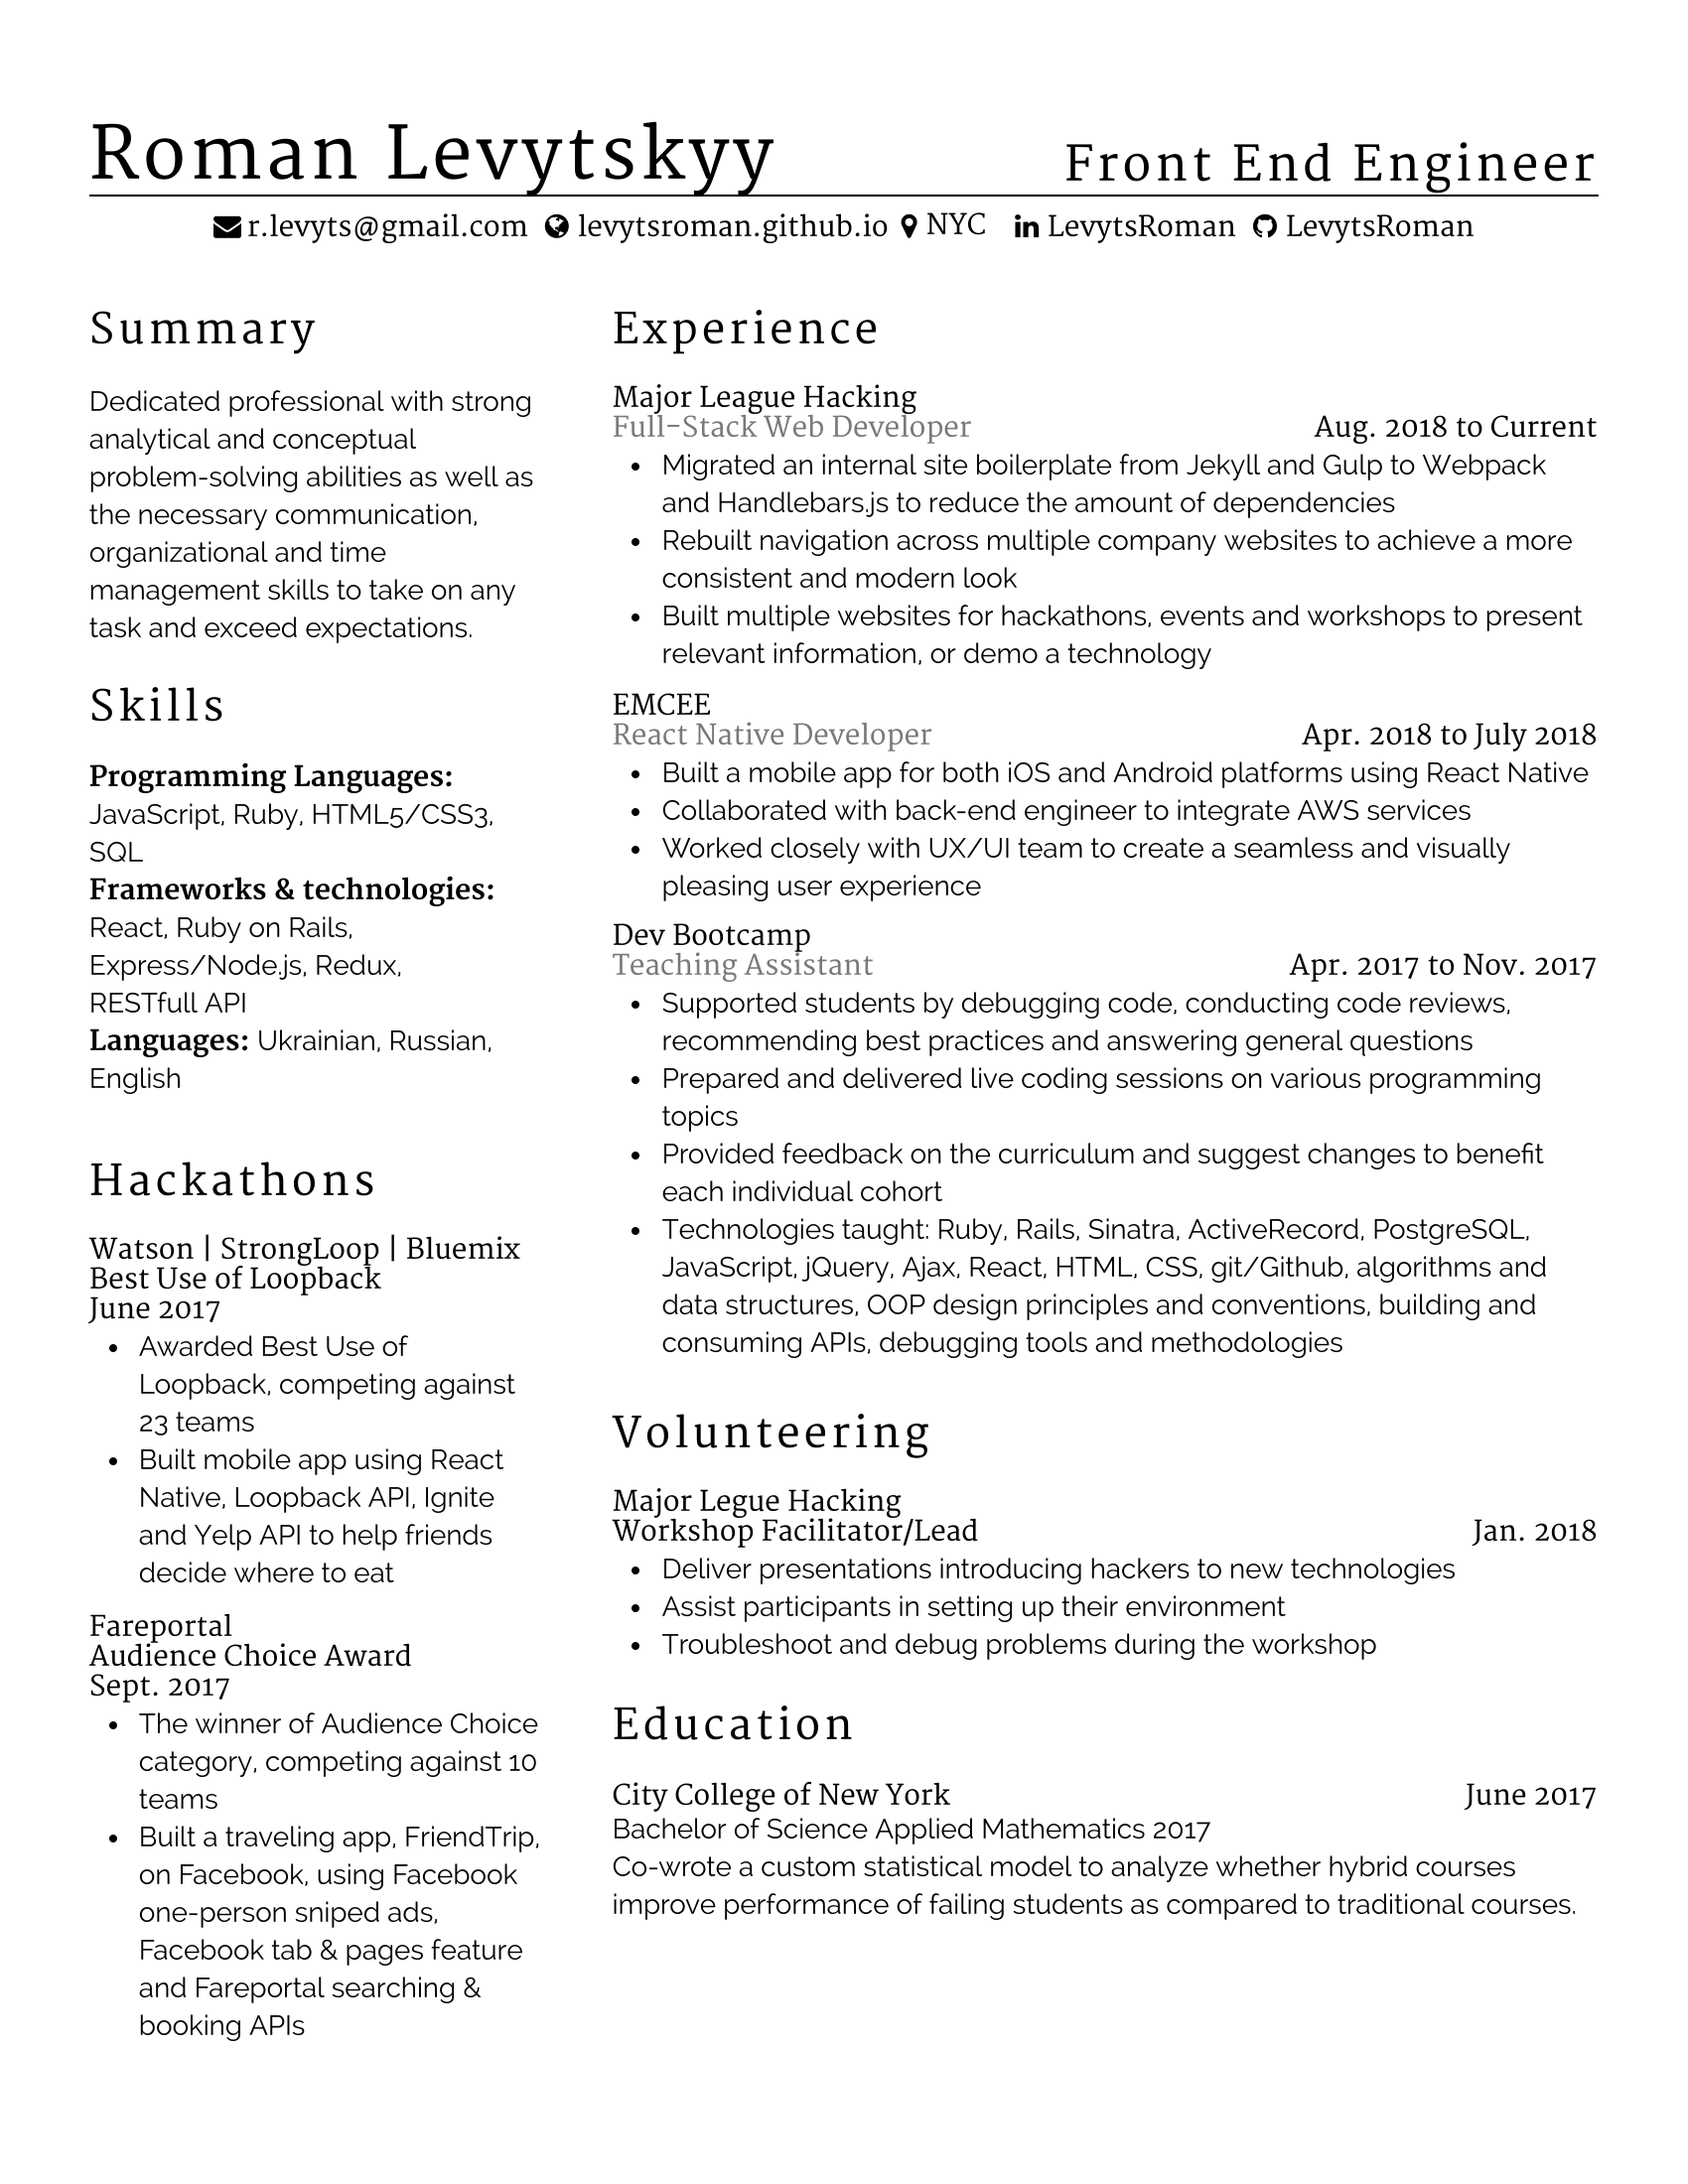 Roman Levytskyy
Front End Engineer
r.levyts@gmail.com levytsroman.github.io NYC LevytsRoman LevytsRoman
Summary
Dedicated professional with strong
analytical and conceptual
problem-solving abilities as well as
the necessary communication,
organizational and time
management skills to take on any
task and exceed expectations.
Skills
Programming Languages:
JavaScript, Ruby, HTML5/CSS3,
SQL
Frameworks & technologies:
React, Ruby on Rails,
Express/Node.js, Redux,
RESTfull API
Languages: Ukrainian, Russian,
English
Hackathons
Watson | StrongLoop | Bluemix
Best Use of Loopback
June 2017
• Awarded Best Use of
Loopback, competing against
23 teams
• Built mobile app using React
Native, Loopback API, Ignite
and Yelp API to help friends
decide where to eat
Fareportal
Audience Choice Award
Sept. 2017
• The winner of Audience Choice
category, competing against 10
teams
• Built a traveling app, FriendTrip,
on Facebook, using Facebook
one-person sniped ads,
Facebook tab & pages feature
and Fareportal searching &
booking APIs
Experience
Major League Hacking
Full-Stack Web Developer Aug. 2018 to Current
• Migrated an internal site boilerplate from Jekyll and Gulp to Webpack
and Handlebars.js to reduce the amount of dependencies
• Rebuilt navigation across multiple company websites to achieve a more
consistent and modern look
• Built multiple websites for hackathons, events and workshops to present
relevant information, or demo a technology
EMCEE
React Native Developer Apr. 2018 to July 2018
• Built a mobile app for both iOS and Android platforms using React Native
• Collaborated with back-end engineer to integrate AWS services
• Worked closely with UX/UI team to create a seamless and visually
pleasing user experience
Dev Bootcamp
Teaching Assistant Apr. 2017 to Nov. 2017
• Supported students by debugging code, conducting code reviews,
recommending best practices and answering general questions
• Prepared and delivered live coding sessions on various programming
topics
• Provided feedback on the curriculum and suggest changes to benefit
each individual cohort
• Technologies taught: Ruby, Rails, Sinatra, ActiveRecord, PostgreSQL,
JavaScript, jQuery, Ajax, React, HTML, CSS, git/Github, algorithms and
data structures, OOP design principles and conventions, building and
consuming APIs, debugging tools and methodologies
Volunteering
Major Legue Hacking
Workshop Facilitator/Lead Jan. 2018
• Deliver presentations introducing hackers to new technologies
• Assist participants in setting up their environment
• Troubleshoot and debug problems during the workshop
Education
City College of New York June 2017
Bachelor of Science Applied Mathematics 2017
Co-wrote a custom statistical model to analyze whether hybrid courses
improve performance of failing students as compared to traditional courses.